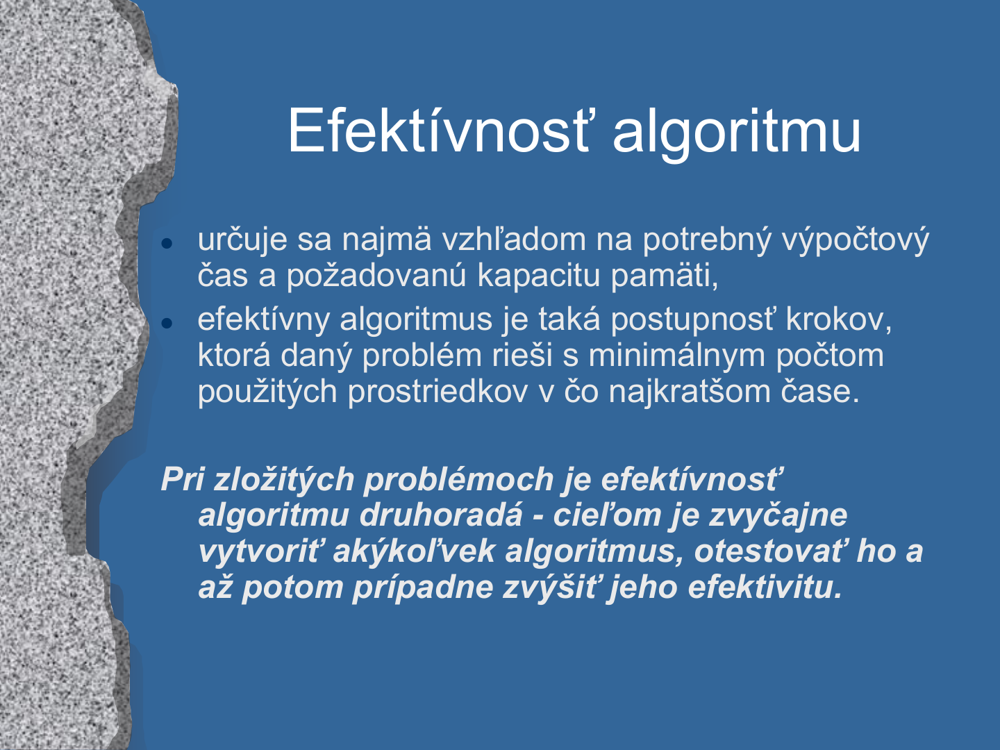 Efektívnosť algoritmu
určuje sa najmä vzhľadom na potrebný výpočtový
čas a požadovanú kapacitu pamäti,
efektívny algoritmus je taká postupnosť krokov,
ktorá daný problém rieši s minimálnym počtom
použitých prostriedkov v čo najkratšom čase.
Pri zložitých problémoch je efektívnosť
algoritmu druhoradá - cieľom je zvyčajne
vytvoriť akýkoľvek algoritmus, otestovať ho a
až potom prípadne zvýšiť jeho efektivitu.